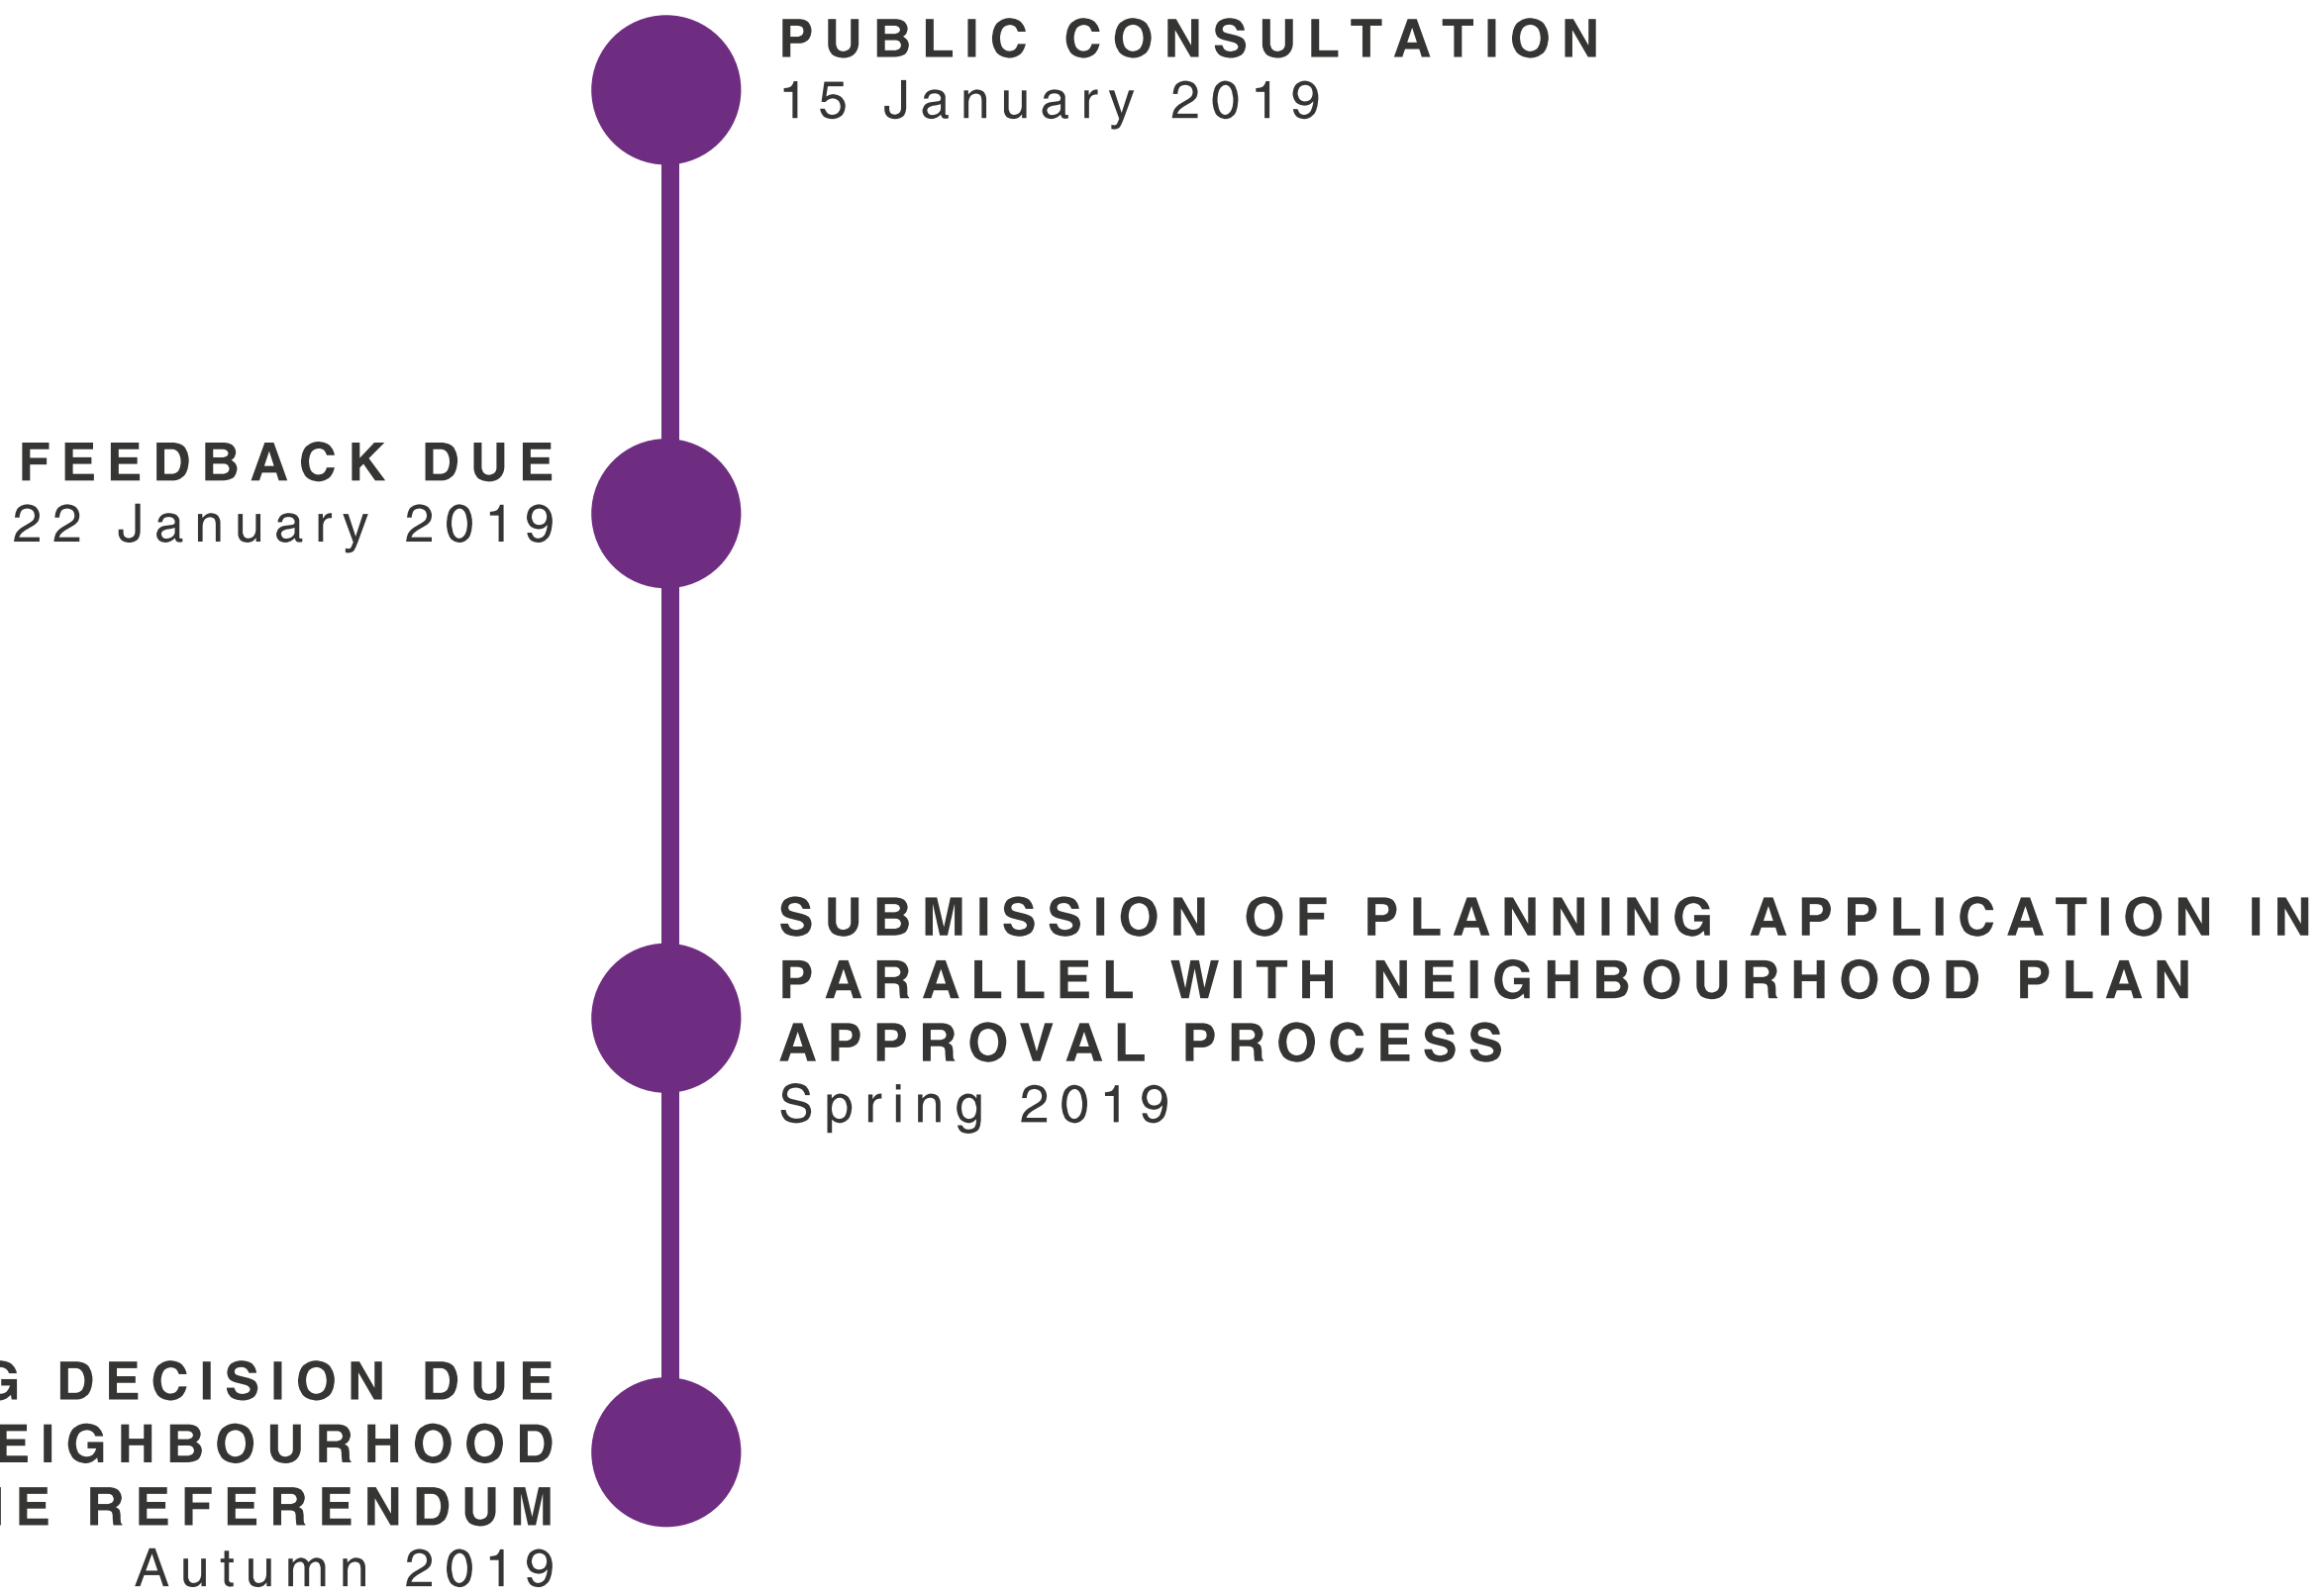 PUBLIC CONSULTATION
15 January 2019
FEEDBACK DUE
22 January 2019
SUBMISSION OF PLANNING APPLICATION IN
PARALLEL WITH NEIGHBOURHOOD PLAN
APPROVAL PROCESS
Spring 2019
DECISION DUE
EIGHBOURHOOD
REFERENDUM
Autumn 2019